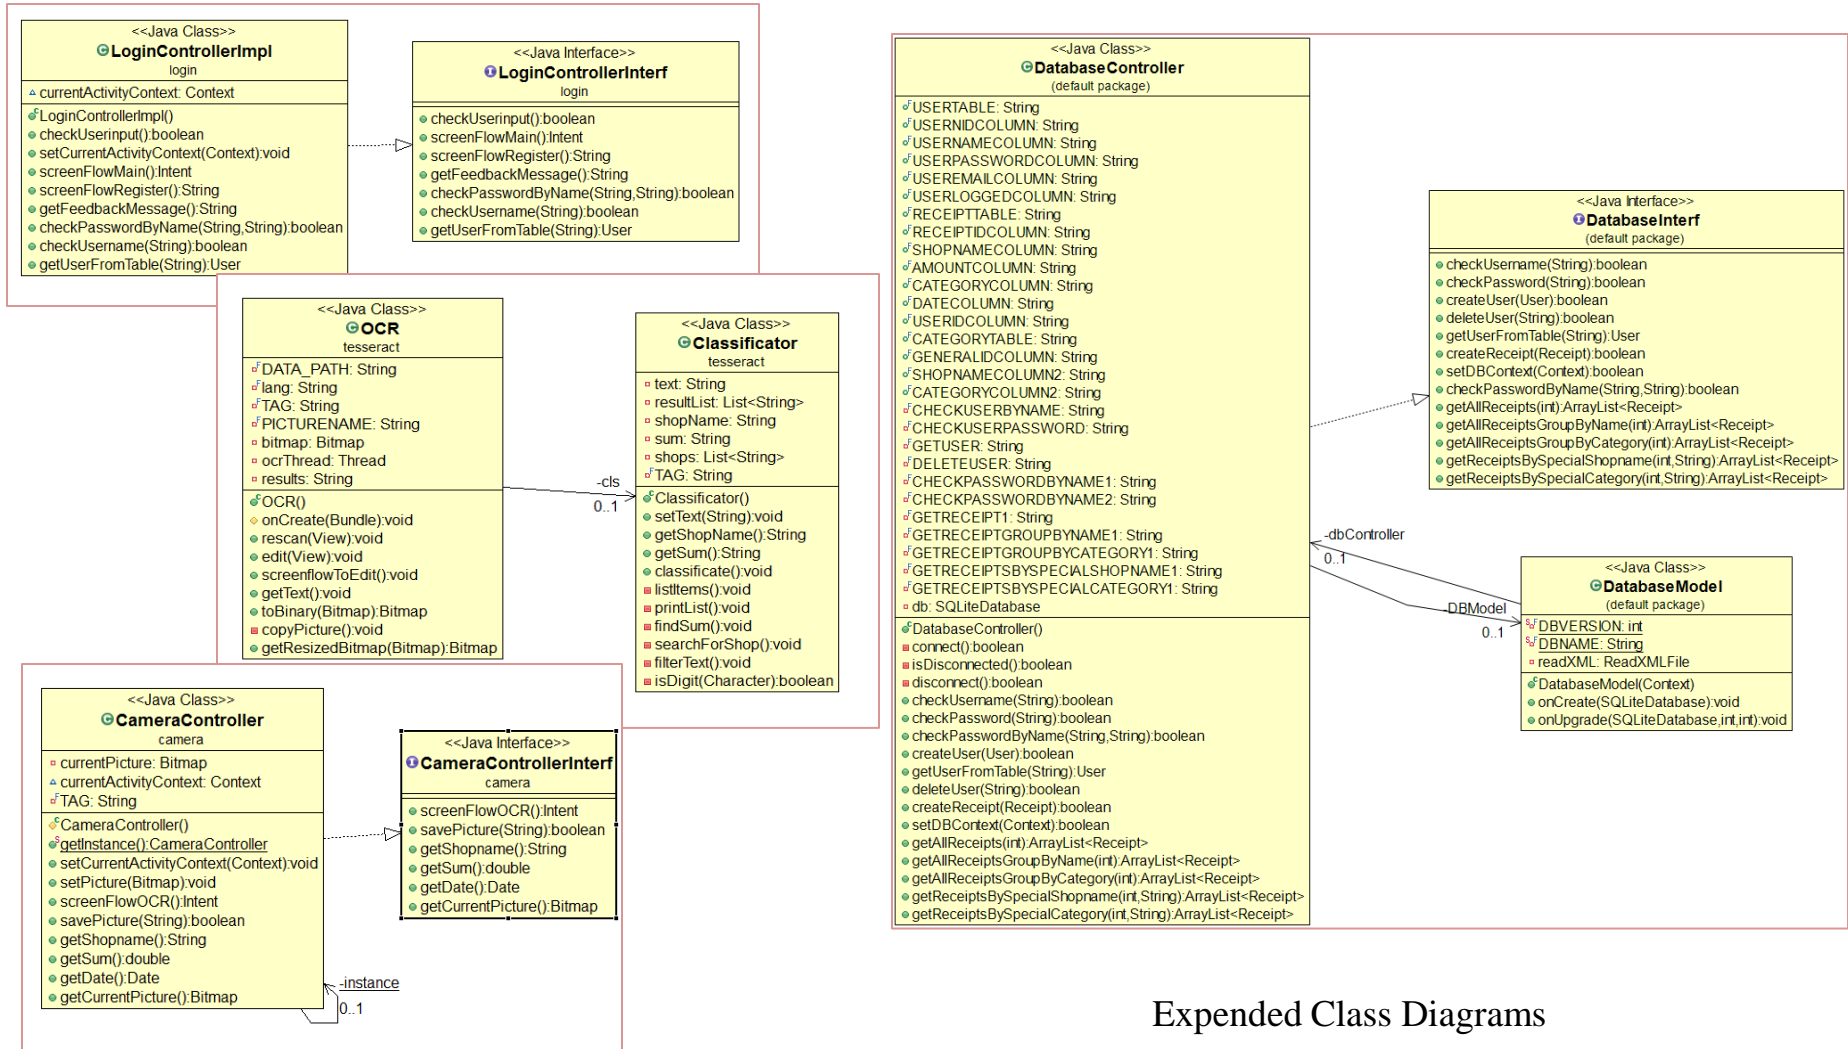 <<Java Class>>
LoginControllerImpl
login
currentActivityContext: Context
LoginControllerImpl()
checkUserinput():boolean
setCurrentActivityContext(Context):void
screenFlowMain():Intent
screenFlowRegister():String
getFeedbackMessage():String
checkPasswordByName(String,String):boolean
checkUsername(String):boolean
getUserFromTable(String):User
<<Java Interface>>
LoginControllerInterf
login
checkUserinput():boolean
screenFlowMain():Intent
screenFlowRegister():String
getFeedbackMessage():String
checkPasswordByName(String,String):boolean
checkUsername(String):boolean
getUserFromTable(String):User
<<Java Class>>
OCR
tesseract
DATA_PATH: String
lang: String
TAG: String
PICTURENAME: String
bitmap: Bitmap
ocrThread: Thread
results: String
OCR()
onCreate(Bundle):void
rescan(View):void
edit(View):void
screenflowToEdit():void
getText():void
toBinary(Bitmap):Bitmap
copyPicture():void
getResizedBitmap(Bitmap):Bitmap
-cls
0..1
<<Java Class>>
Classificator
tesseract
text: String
resultList: List<String>
shopName: String
sum: String
shops: List<String>
TAG: String
Classificator()
setText(String):void
getShopName():String
getSum():String
classificate():void
listItems():void
printList():void
findSum():void
searchForShop():void
filterText():void
isDigit(Character):boolean
<<Java Class>>
CameraController
camera
currentPicture: Bitmap
currentActivityContext: Context
TAG: String
CameraController()
getInstance():CameraController
setCurrentActivityContext(Context):void
setPicture(Bitmap):void
screenFlowOCR():Intent
savePicture(String):boolean
getShopname():String
getSum():double
getDate():Date
getCurrentPicture():Bitmap
-instance
0..1
<<Java Interface>>
CameraControllerInterf
camera
screenFlowOCR():Intent
savePicture(String):boolean
getShopname():String
getSum():double
getDate():Date
getCurrentPicture():Bitmap
<<Java Class>>
DatabaseController
(default package)
USERTABLE: String
USERNIDCOLUMN: String
USERNAMECOLUMN: String
USERPASSWORDCOLUMN: String
USEREMAILCOLUMN: String
USERLOGGEDCOLUMN: String
RECEIPTTABLE: String
RECEIPTIDCOLUMN: String
SHOPNAMECOLUMN: String
AMOUNTCOLUMN: String
CATEGORYCOLUMN: String
DATECOLUMN: String
USERIDCOLUMN: String
CATEGORYTABLE: String
GENERALIDCOLUMN: String
SHOPNAMECOLUMN2: String
CATEGORYCOLUMN2: String
CHECKUSERBYNAME: String
CHECKUSERPASSWORD: String
GETUSER: String
DELETEUSER: String
CHECKPASSWORDBYNAME1: String
CHECKPASSWORDBYNAME2: String
GETRECEIPT1: String
GETRECEIPTGROUPBYNAME1: String
GETRECEIPTGROUPBYCATEGORY1: String
GETRECEIPTSBYSPECIALSHOPNAME1: String
GETRECEIPTSBYSPECIALCATEGORY1: String
db: SQLiteDatabase
DatabaseController()
connect():boolean
isDisconnected():boolean
disconnect():boolean
checkUsername(String):boolean
checkPassword(String):boolean
checkPasswordByName(String,String):boolean
createUser(User):boolean
getUserFromTable(String):User
deleteUser(String):boolean
createReceipt(Receipt):boolean
setDBContext(Context):boolean
getAllReceipts(int):ArrayList<Receipt>
getAllReceiptsGroupByName(int):ArrayList<Receipt>
getAllReceiptsGroupByCategory(int):ArrayList<Receipt>
getReceiptsBySpecialShopname(int,String):ArrayList<Receipt>
getReceiptsBySpecialCategory(int,String):ArrayList<Receipt>
<<Java Interface>>
DatabaseInterf
(default package)
checkUsername(String):boolean
checkPassword(String):boolean
createUser(User):boolean
deleteUser(String):boolean
getUserFromTable(String):User
createReceipt(Receipt):boolean
setDBContext(Context):boolean
checkPasswordByName(String,String):boolean
getAllReceipts(int):ArrayList<Receipt>
getAllReceiptsGroupByName(int):ArrayList<Receipt>
getAllReceiptsGroupByCategory(int):ArrayList<Receipt>
getReceiptsBySpecialShopname(int,String):ArrayList<Receipt>
getReceiptsBySpecialCategory(int,String):ArrayList<Receipt>
-dbController
0..1
-DBModel
0..1
<<Java Class>>
DatabaseModel
(default package)
DBVERSION: int
DBNAME: String
readXML: ReadXMLFile
DatabaseModel(Context)
onCreate(SQLiteDatabase):void
onUpgrade(SQLiteDatabase,int,int):void
Expended Class Diagrams